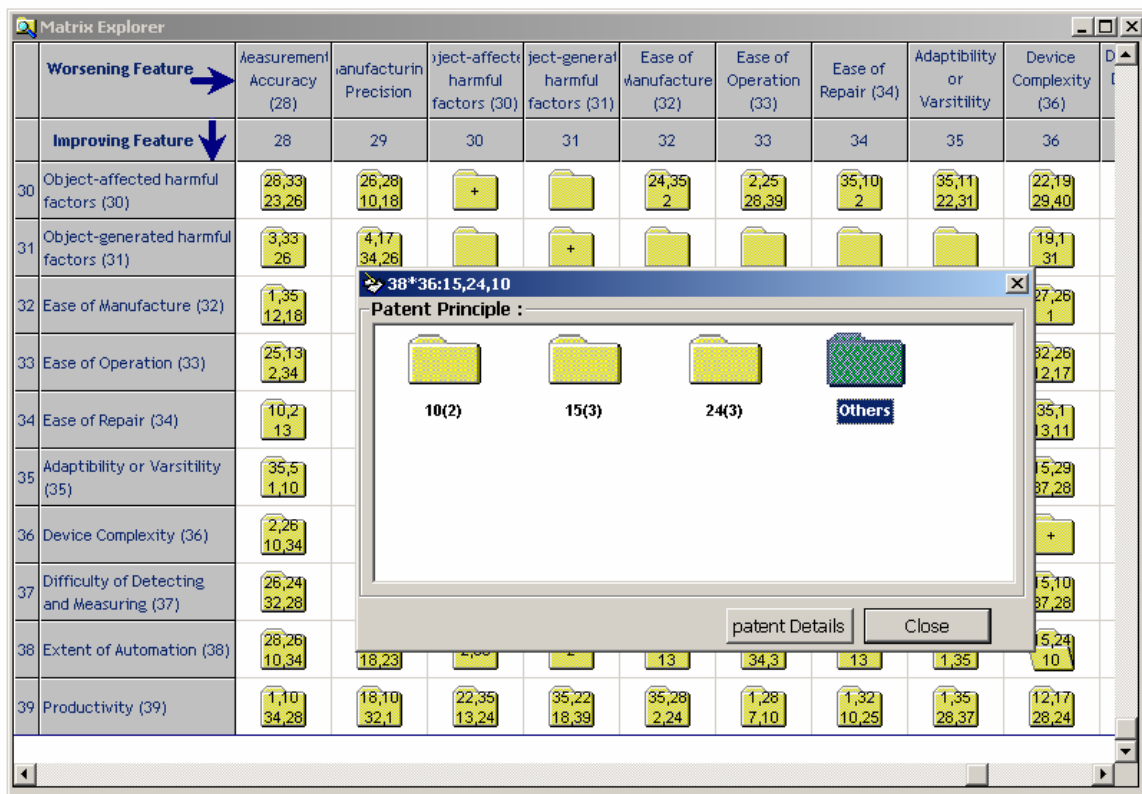 Matrix Explorer
Worsening Feature
Measurement Accuracy (28)
anufacturin Precision
ject-affecte harmful factors (30)
ject-general harmful factors (31)
Ease of Manufacture (32)
Ease of Operation (33)
Ease of Repair (34)
Adaptibility or Varsitility
Device Complexity (36)
D
Improving Feature
28 29 30 31 32 33 34 35 36
30 Object-affected harmful factors (30)
28,33 26,28 + 24,35 2,25 35,10 35,11 22,19
23,26 10,18 2 28,39 2 22,31 29,40
31 Object-generated harmful factors (31)
3,33 4,17 + 19,1
26 34,26 31
38*36:15,24,10
Patent Principle :
10(2) 15(3) 24(3) Others
patent Details Close
32 Ease of Manufacture (32)
1,35 27,26
12,18 1
33 Ease of Operation (33)
25,13 32,26
2,34 12,17
34 Ease of Repair (34)
10,2 35,1
13 13,11
35 Adaptibility or Varsitility (35)
35,5 15,29
1,10 37,28
36 Device Complexity (36)
2,26 +
10,34
37 Difficulty of Detecting and Measuring (37)
26,24 15,10
32,28 37,28
38 Extent of Automation (38)
28,26 15,24
10,34 18,23 2 13 34,3 13 1,35 10
39 Productivity (39)
1,10 18,10 22,35 35,22 35,28 1,28 1,32 1,35 12,17
34,28 32,1 13,24 18,39 2,24 7,10 10,25 28,37 28,24